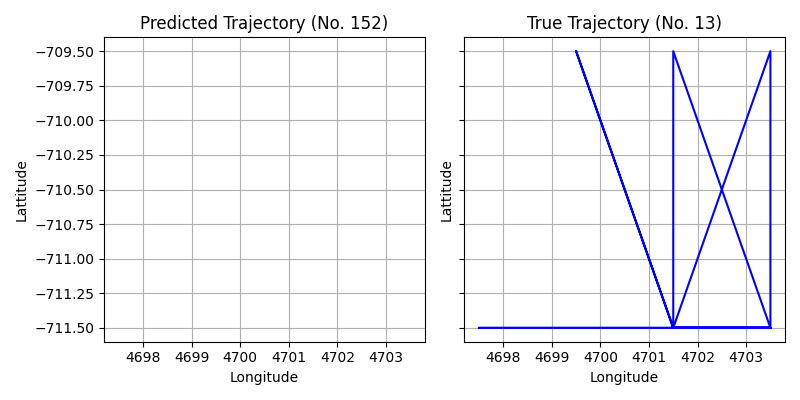 Predicted Trajectory (No. 152)
True Trajectory (No. 13)
−709.50
−709.75
−710.00
−710.25
−710.50
−710.75
−711.00
−711.25
−711.50
Lattitude
Lattitude
4698 4699 4700 4701 4702 4703
4698 4699 4700 4701 4702 4703
Longitude
Longitude